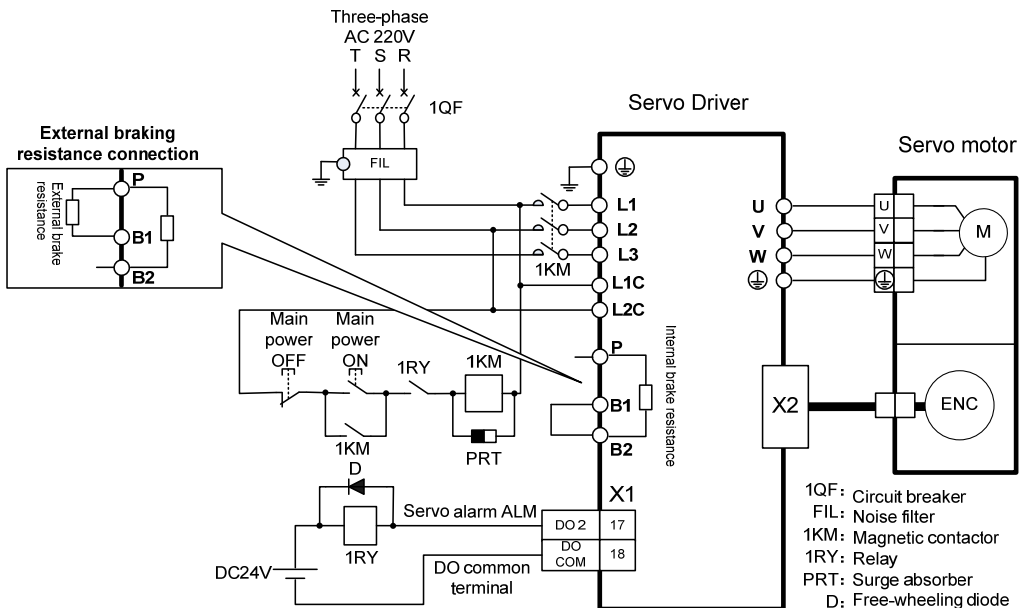 Three-phase
AC 220V
T S R
1QF
Servo Driver
External braking
resistance connection
FIL
Servo motor
P
External brake
resistance
B1
B2
L1
L2
L3
1KM
L1C
L2C
U
V
W
U
V
W
M
Main
power
OFF
Main
power
ON
1RY
1KM
1KM
PRT
P
Internal brake resistance
B1
B2
X2
ENC
D
1RY
Servo alarm ALM
X1
DO 2
17
DO
COM
18
DC24V
DO common
terminal
1QF: Circuit breaker
FIL: Noise filter
1KM: Magnetic contactor
1RY: Relay
PRT: Surge absorber
D: Free-wheeling diode